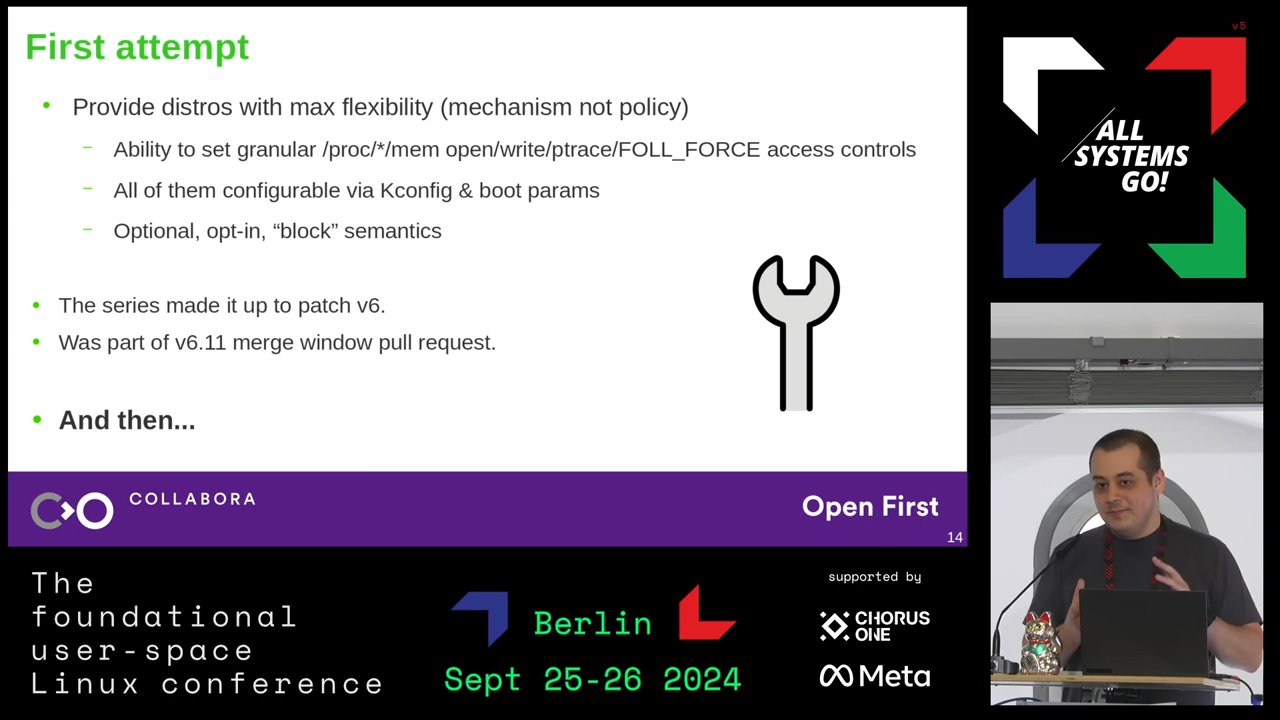 First attempt
• Provide distros with max flexibility (mechanism not policy)
– Ability to set granular /proc/*/mem open/write/ptrace/FOLL_FORCE access controls
– All of them configurable via Kconfig & boot params
– Optional, opt-in, “block” semantics
• The series made it up to patch v6.
• Was part of v6.11 merge window pull request.
• And then...
COLLABORA
Open First
14
v5
ALL
SYSTEMS
GO!
The
foundational
user-space
Linux conference
Berlin
Sept 25-26 2024
supported by
CHORUS
ONE
Meta